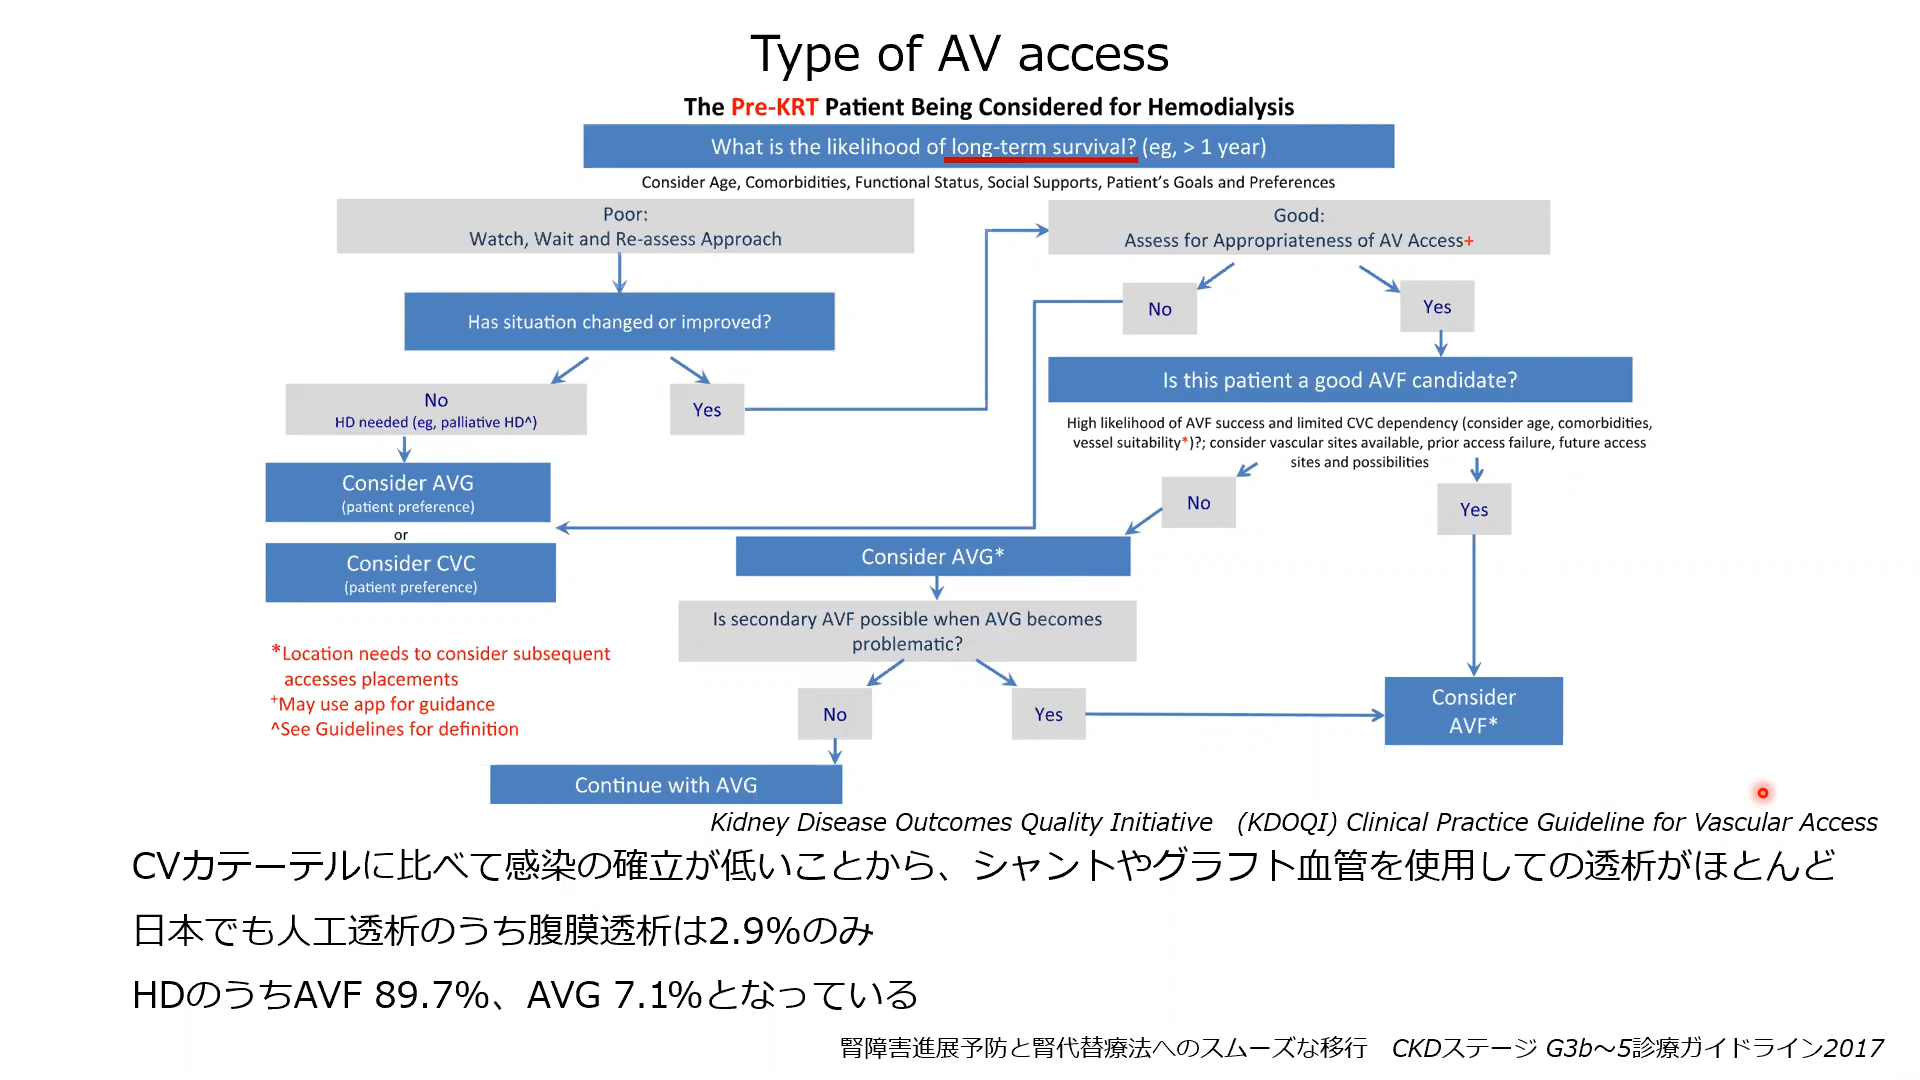 Type of AV access
The Pre-KRT Patient Being Considered for Hemodialysis
What is the likelihood of long-term survival? (eg, > 1 year)
Consider Age, Comorbidities, Functional Status, Social Supports, Patient's Goals and Preferences
Poor:
Watch, Wait and Re-assess Approach
Good:
Assess for Appropriateness of AV Access+
Has situation changed or improved?
No
Yes
Is this patient a good AVF candidate?
No
HD needed (eg, palliative HD^)
Yes
High likelihood of AVF success and limited CVC dependency (consider age, comorbidities,
vessel suitability*)?; consider vascular sites available, prior access failure, future access
sites and possibilities
Consider AVG
(patient preference)
or
Consider CVC
(patient preference)
No
Yes
Consider AVG*
Is secondary AVF possible when AVG becomes
problematic?
No
Yes
Consider
AVF*
Continue with AVG
*Location needs to consider subsequent
accesses placements
+May use app for guidance
^See Guidelines for definition
Kidney Disease Outcomes Quality Initiative (KDOQI) Clinical Practice Guideline for Vascular Access
CVカテーテルに比べて感染の確立が低いことから、シャントやグラフト血管を使用しての透析がほとんど
日本でも人工透析のうち腹膜透析は2.9%のみ
HDのうちAVF 89.7%、AVG 7.1%となっている
腎障害進展予防と腎代替療法へのスムーズな移行 CKDステージ G3b～5診療ガイドライン2017